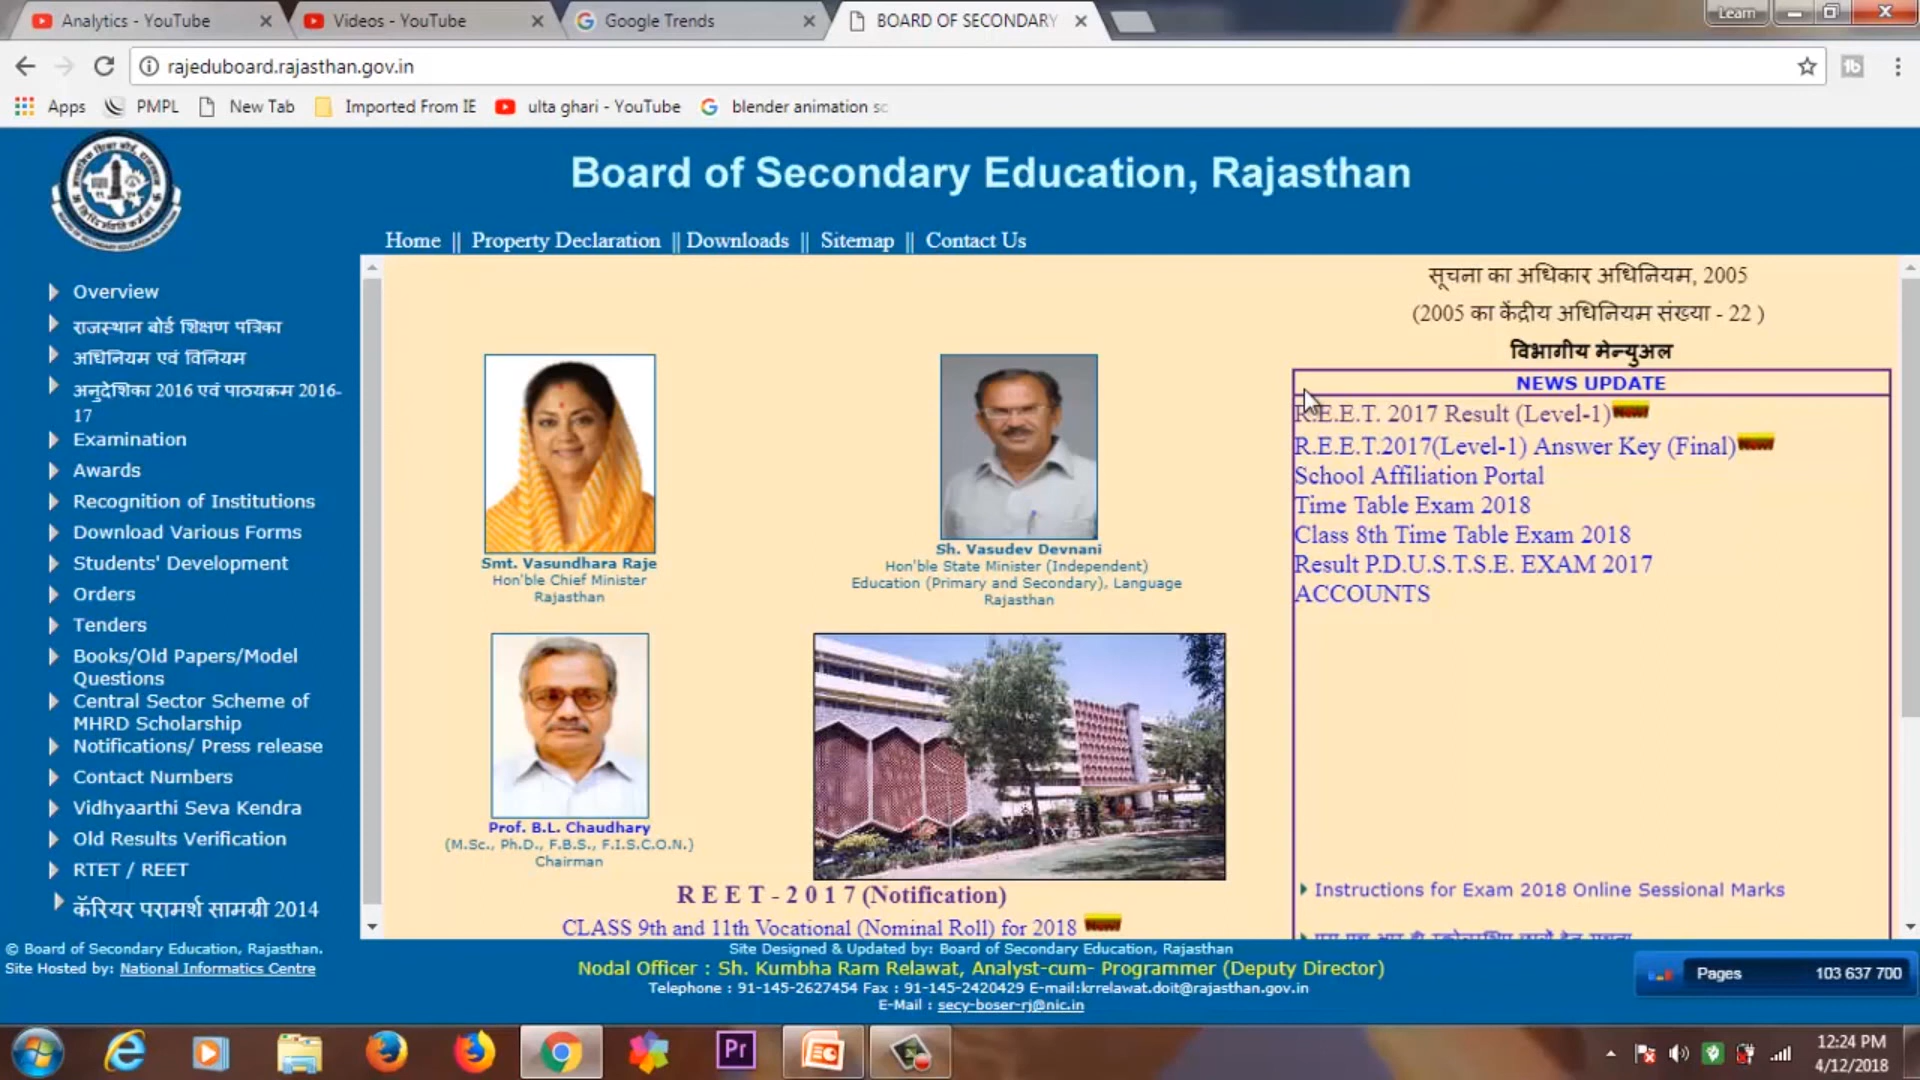 Analytics - YouTube
Videos - YouTube
Google Trends
BOARD OF SECONDARY
Learn
rajeduboard.rajasthan.gov.in
Apps
PMPL
New Tab
Imported From IE
ulta ghari - YouTube
blender animation sc
Board of Secondary Education, Rajasthan
Home || Property Declaration || Downloads || Sitemap || Contact Us
Overview
राजस्थान बोर्ड शिक्षण पत्रिका
अधिनियम एवं विनियम
अनुदेशिका 2016 एवं पाठयक्रम 2016-
17
Examination
Awards
Recognition of Institutions
Download Various Forms
Students' Development
Orders
Tenders
Books/Old Papers/Model
Questions
Central Sector Scheme of
MHRD Scholarship
Notifications/ Press release
Contact Numbers
Vidhyaarthi Seva Kendra
Old Results Verification
RTET / REET
कॅरियर परामर्श सामग्री 2014
Smt. Vasundhara Raje
Hon'ble Chief Minister
Rajasthan
Sh. Vasudev Devnani
Hon'ble State Minister (Independent)
Education (Primary and Secondary), Language
Rajasthan
Prof. B.L. Chaudhary
(M.Sc., Ph.D., F.B.S., F.I.S.C.O.N.)
Chairman
R E E T - 2 0 1 7 (Notification)
CLASS 9th and 11th Vocational (Nominal Roll) for 2018 New
सूचना का अधिकार अधिनियम, 2005
(2005 का केंद्रीय अधिनियम संख्या - 22 )
विभागीय मेन्युअल
NEWS UPDATE
R.E.E.T. 2017 Result (Level-1) New
R.E.E.T.2017(Level-1) Answer Key (Final) New
School Affiliation Portal
Time Table Exam 2018
Class 8th Time Table Exam 2018
Result P.D.U.S.T.S.E. EXAM 2017
ACCOUNTS
Instructions for Exam 2018 Online Sessional Marks
© Board of Secondary Education, Rajasthan.
Site Hosted by: National Informatics Centre
Site Designed & Updated by: Board of Secondary Education, Rajasthan
Nodal Officer : Sh. Kumbha Ram Relawat, Analyst-cum- Programmer (Deputy Director)
Telephone : 91-145-2627454 Fax : 91-145-2420429 E-mail:krrelawat.doit@rajasthan.gov.in
E-Mail : secy-boser-rj@nic.in
Pages 103 637 700
Pr
12:24 PM
4/12/2018